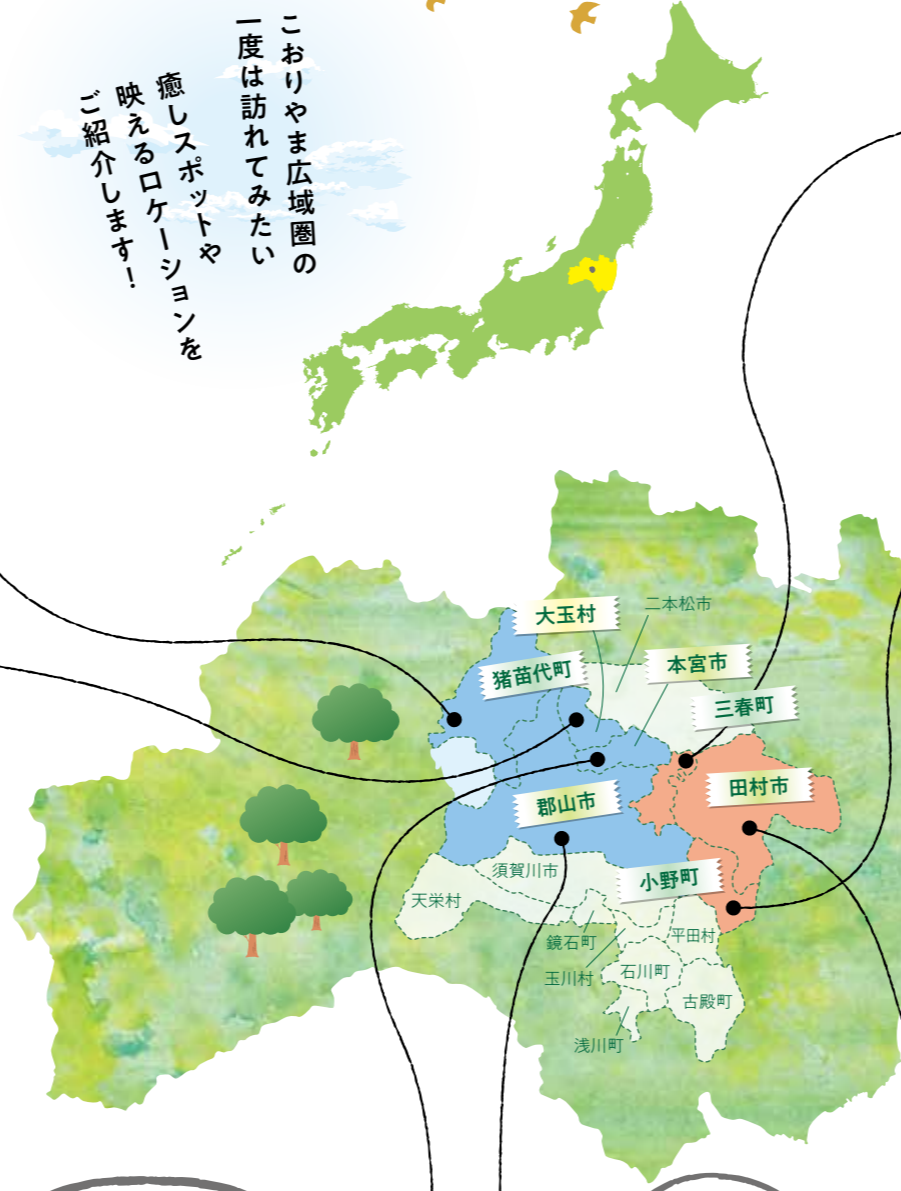 こおりやま広域圏の
一度は訪れてみたい
癒しスポットや
映えるロケーションを
ご紹介します!
大玉村
二本松市
猪苗代町
本宮市
三春町
田村市
郡山市
須賀川市
小野町
天栄村
鏡石町
平田村
玉川村
石川町
古殿町
浅川町